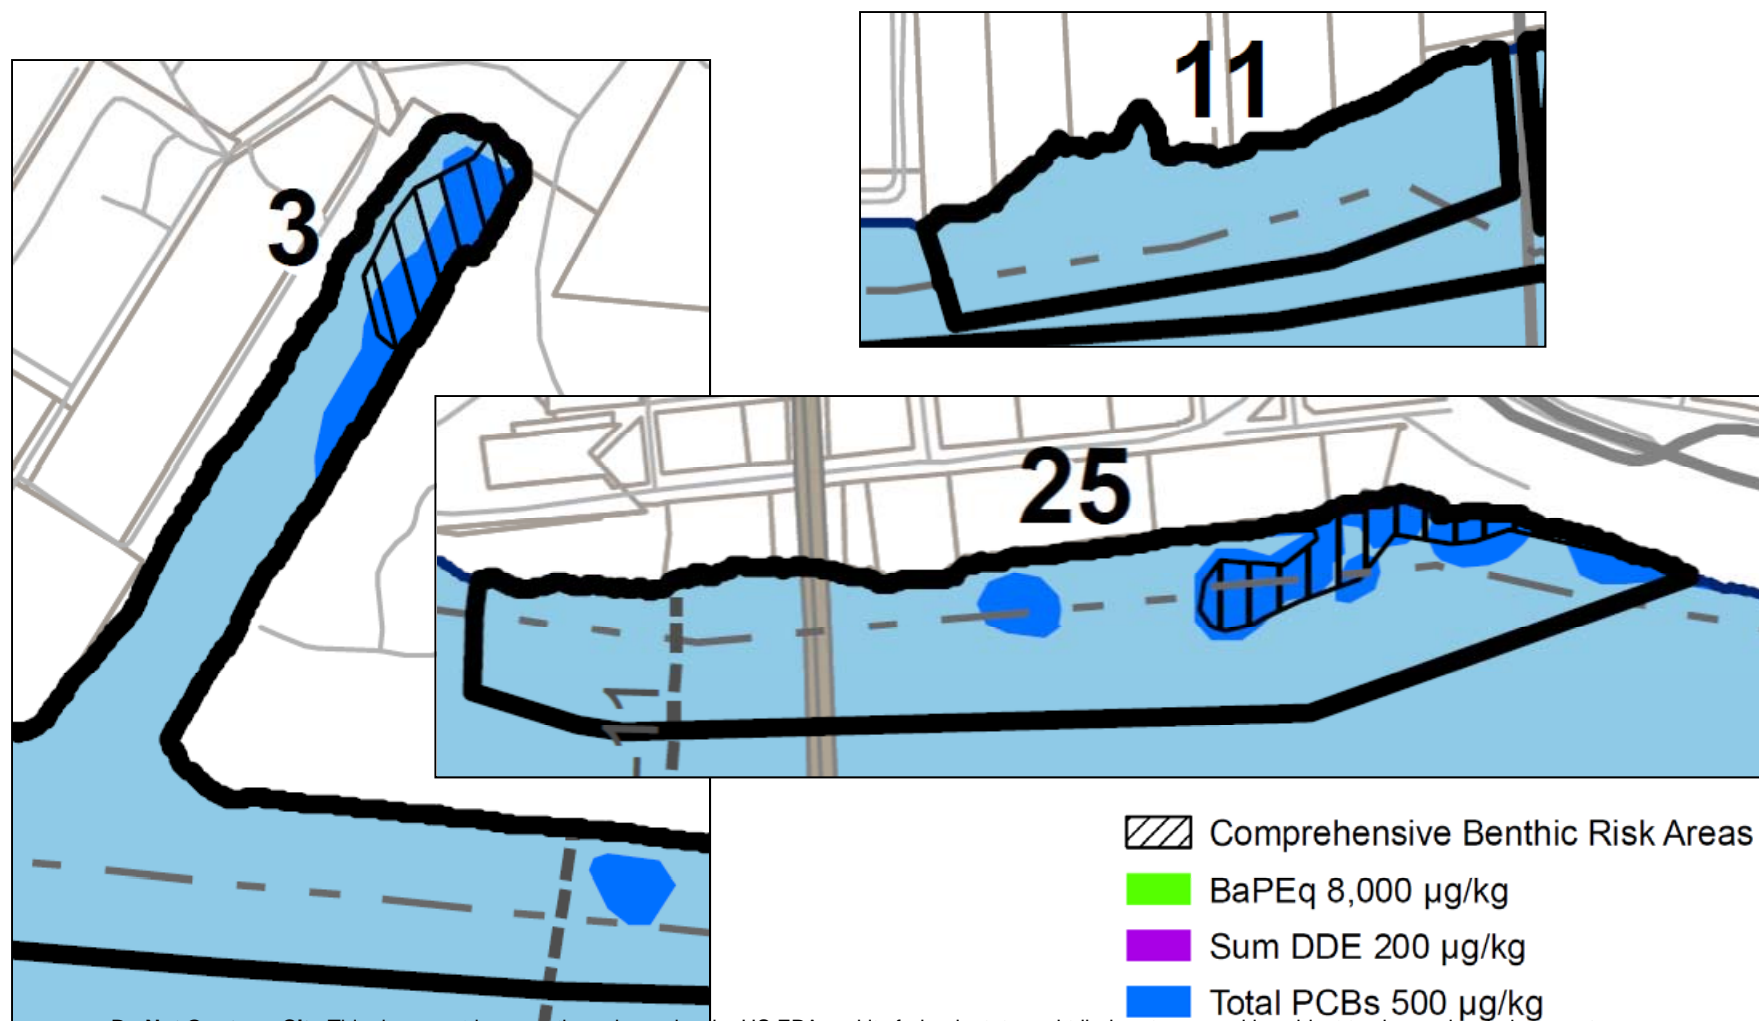 3
11
25
Comprehensive Benthic Risk Areas
BaPEq 8,000 µg/kg
Sum DDE 200 µg/kg
Total PCBs 500 µg/kg